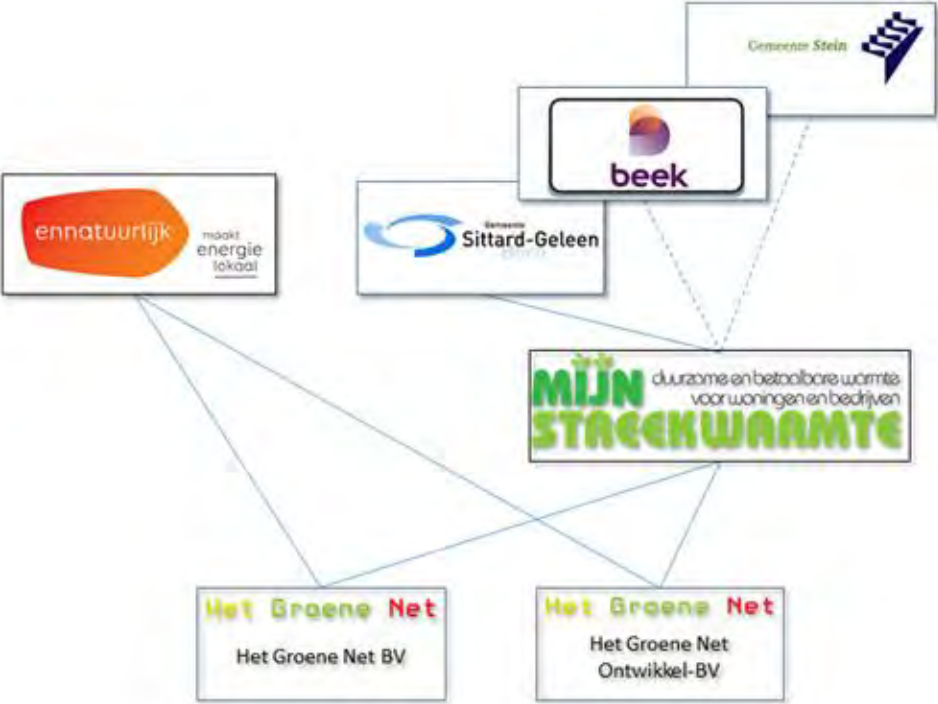 Gemeente Stein
beek
ennatuurlijk
maakt
energie
lokaal
Gemeente
Sittard-Geleen
MIJN
duurzame en betaalbare warmte
voor woningen en bedrijven
STREEKWARMTE
Het Groene Net
Het Groene Net BV
Het Groene Net
Het Groene Net
Ontwikkel-BV